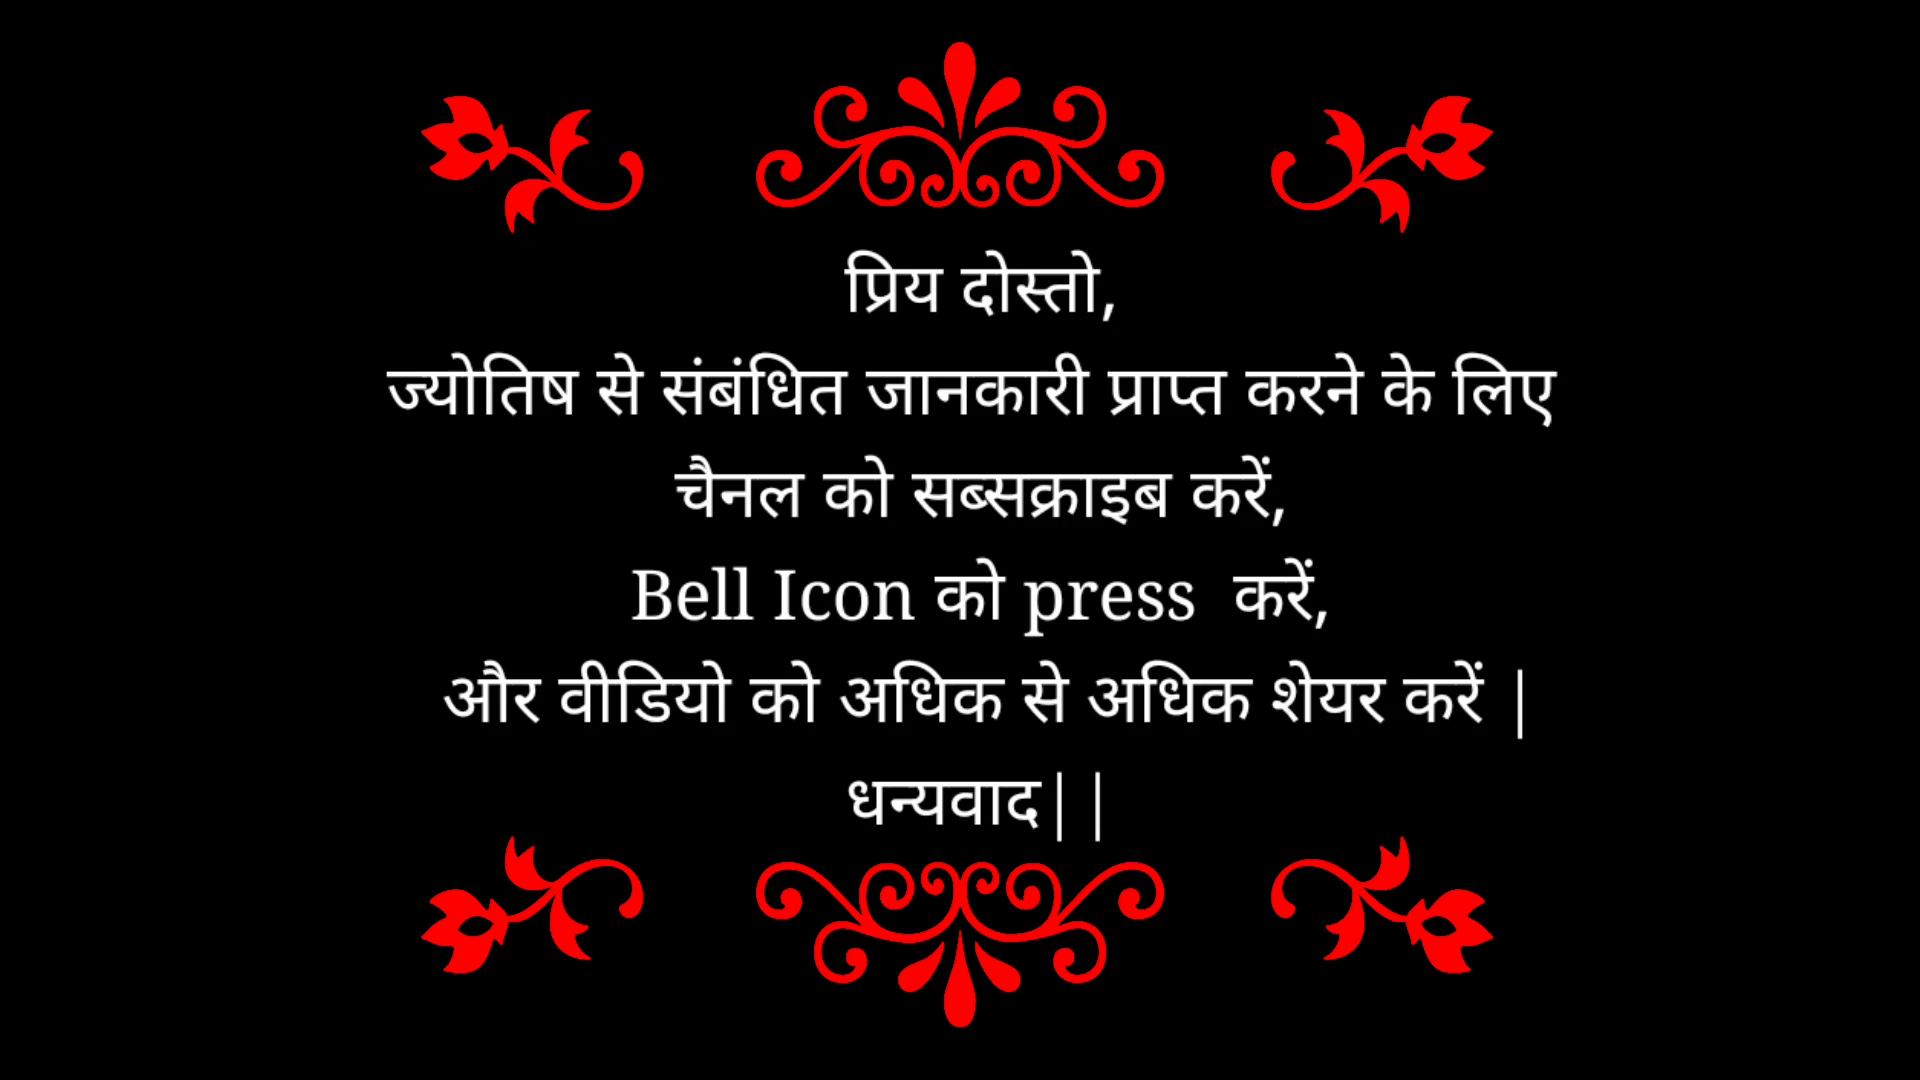 प्रिय दोस्तो,
ज्योतिष से संबंधित जानकारी प्राप्त करने के लिए
चैनल को सब्सक्राइब करें,
Bell Icon को press  करें,
और वीडियो को अधिक से अधिक शेयर करें |
धन्यवाद||